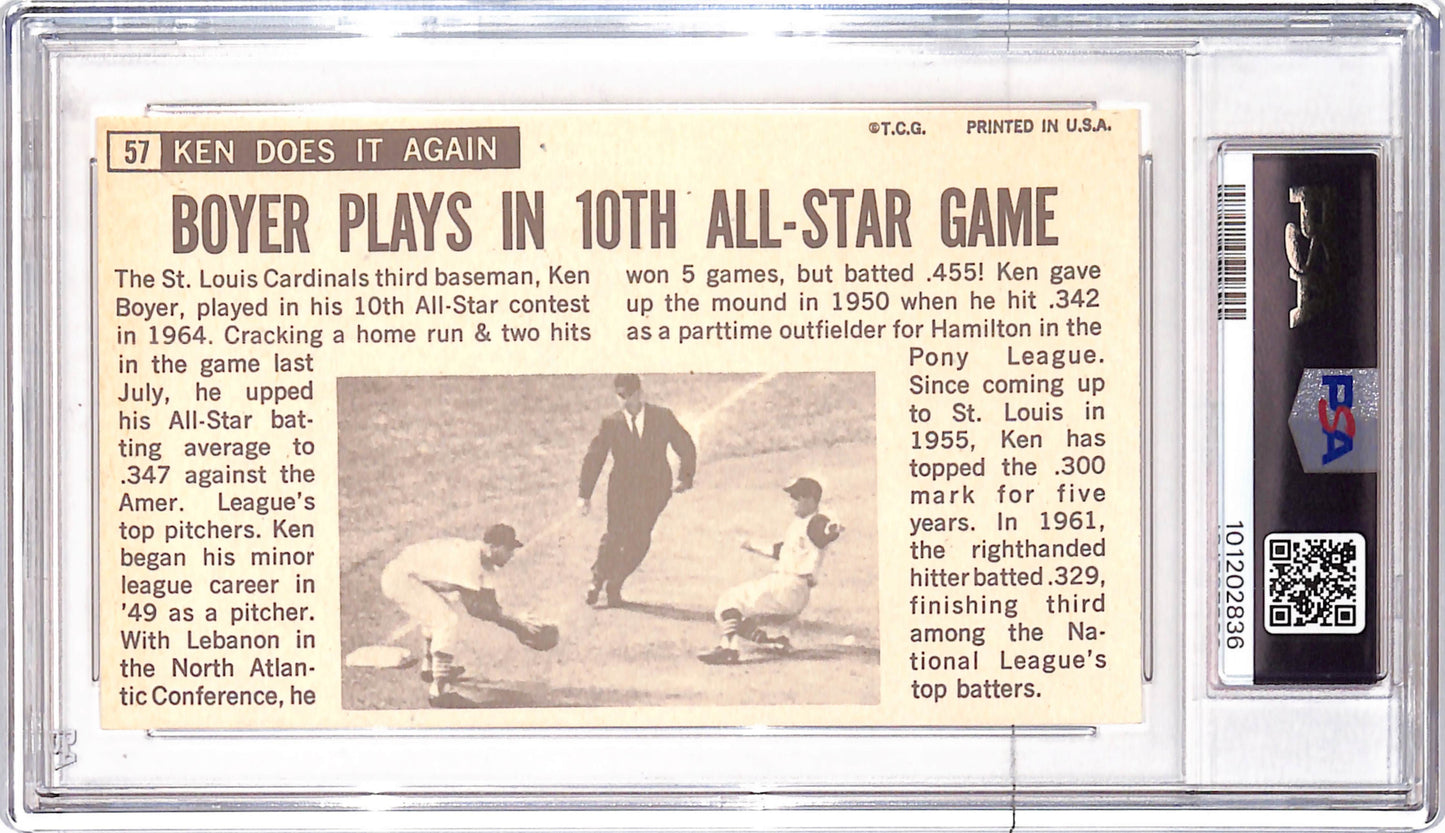 57 KEN DOES IT AGAIN
©T.C.G. PRINTED IN U.S.A.
BOYER PLAYS IN 10TH ALL-STAR GAME
The St. Louis Cardinals third baseman, Ken
Boyer, played in his 10th All-Star contest
in 1964. Cracking a home run & two hits
in the game last
July, he upped
his All-Star bat-
ting average to
.347 against the
Amer. League's
top pitchers. Ken
began his minor
league career in
'49 as a pitcher.
With Lebanon in
the North Atlan-
tic Conference, he
won 5 games, but batted .455! Ken gave
up the mound in 1950 when he hit .342
as a parttime outfielder for Hamilton in the
Pony League.
Since coming up
to St. Louis in
1955, Ken has
topped the .300
mark for five
years. In 1961,
the righthanded
hitter batted .329,
finishing third
among the Na-
tional League's
top batters.
PSA
101202836